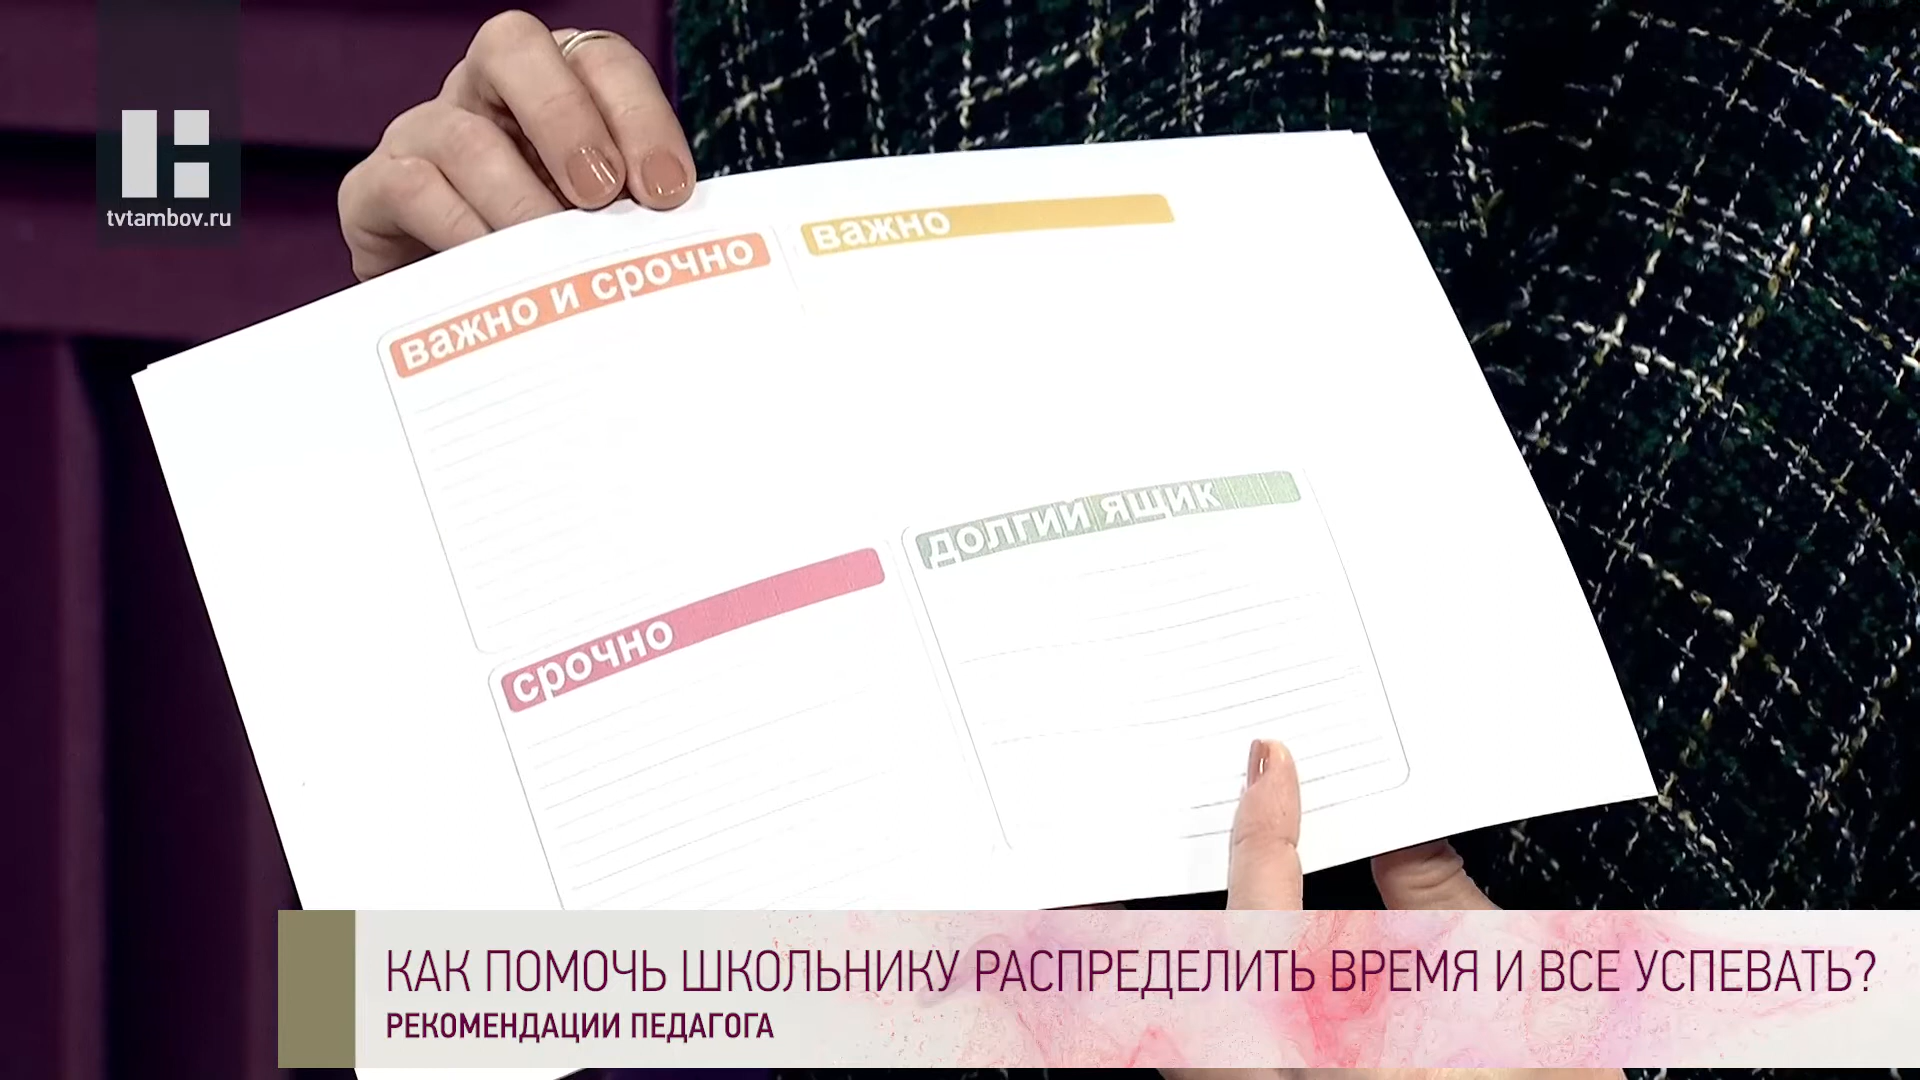 tvtambov.ru
важно и срочно
важно
срочно
долгий ящик
КАК ПОМОЧЬ ШКОЛЬНИКУ РАСПРЕДЕЛИТЬ ВРЕМЯ И ВСЕ УСПЕВАТЬ?
РЕКОМЕНДАЦИИ ПЕДАГОГА